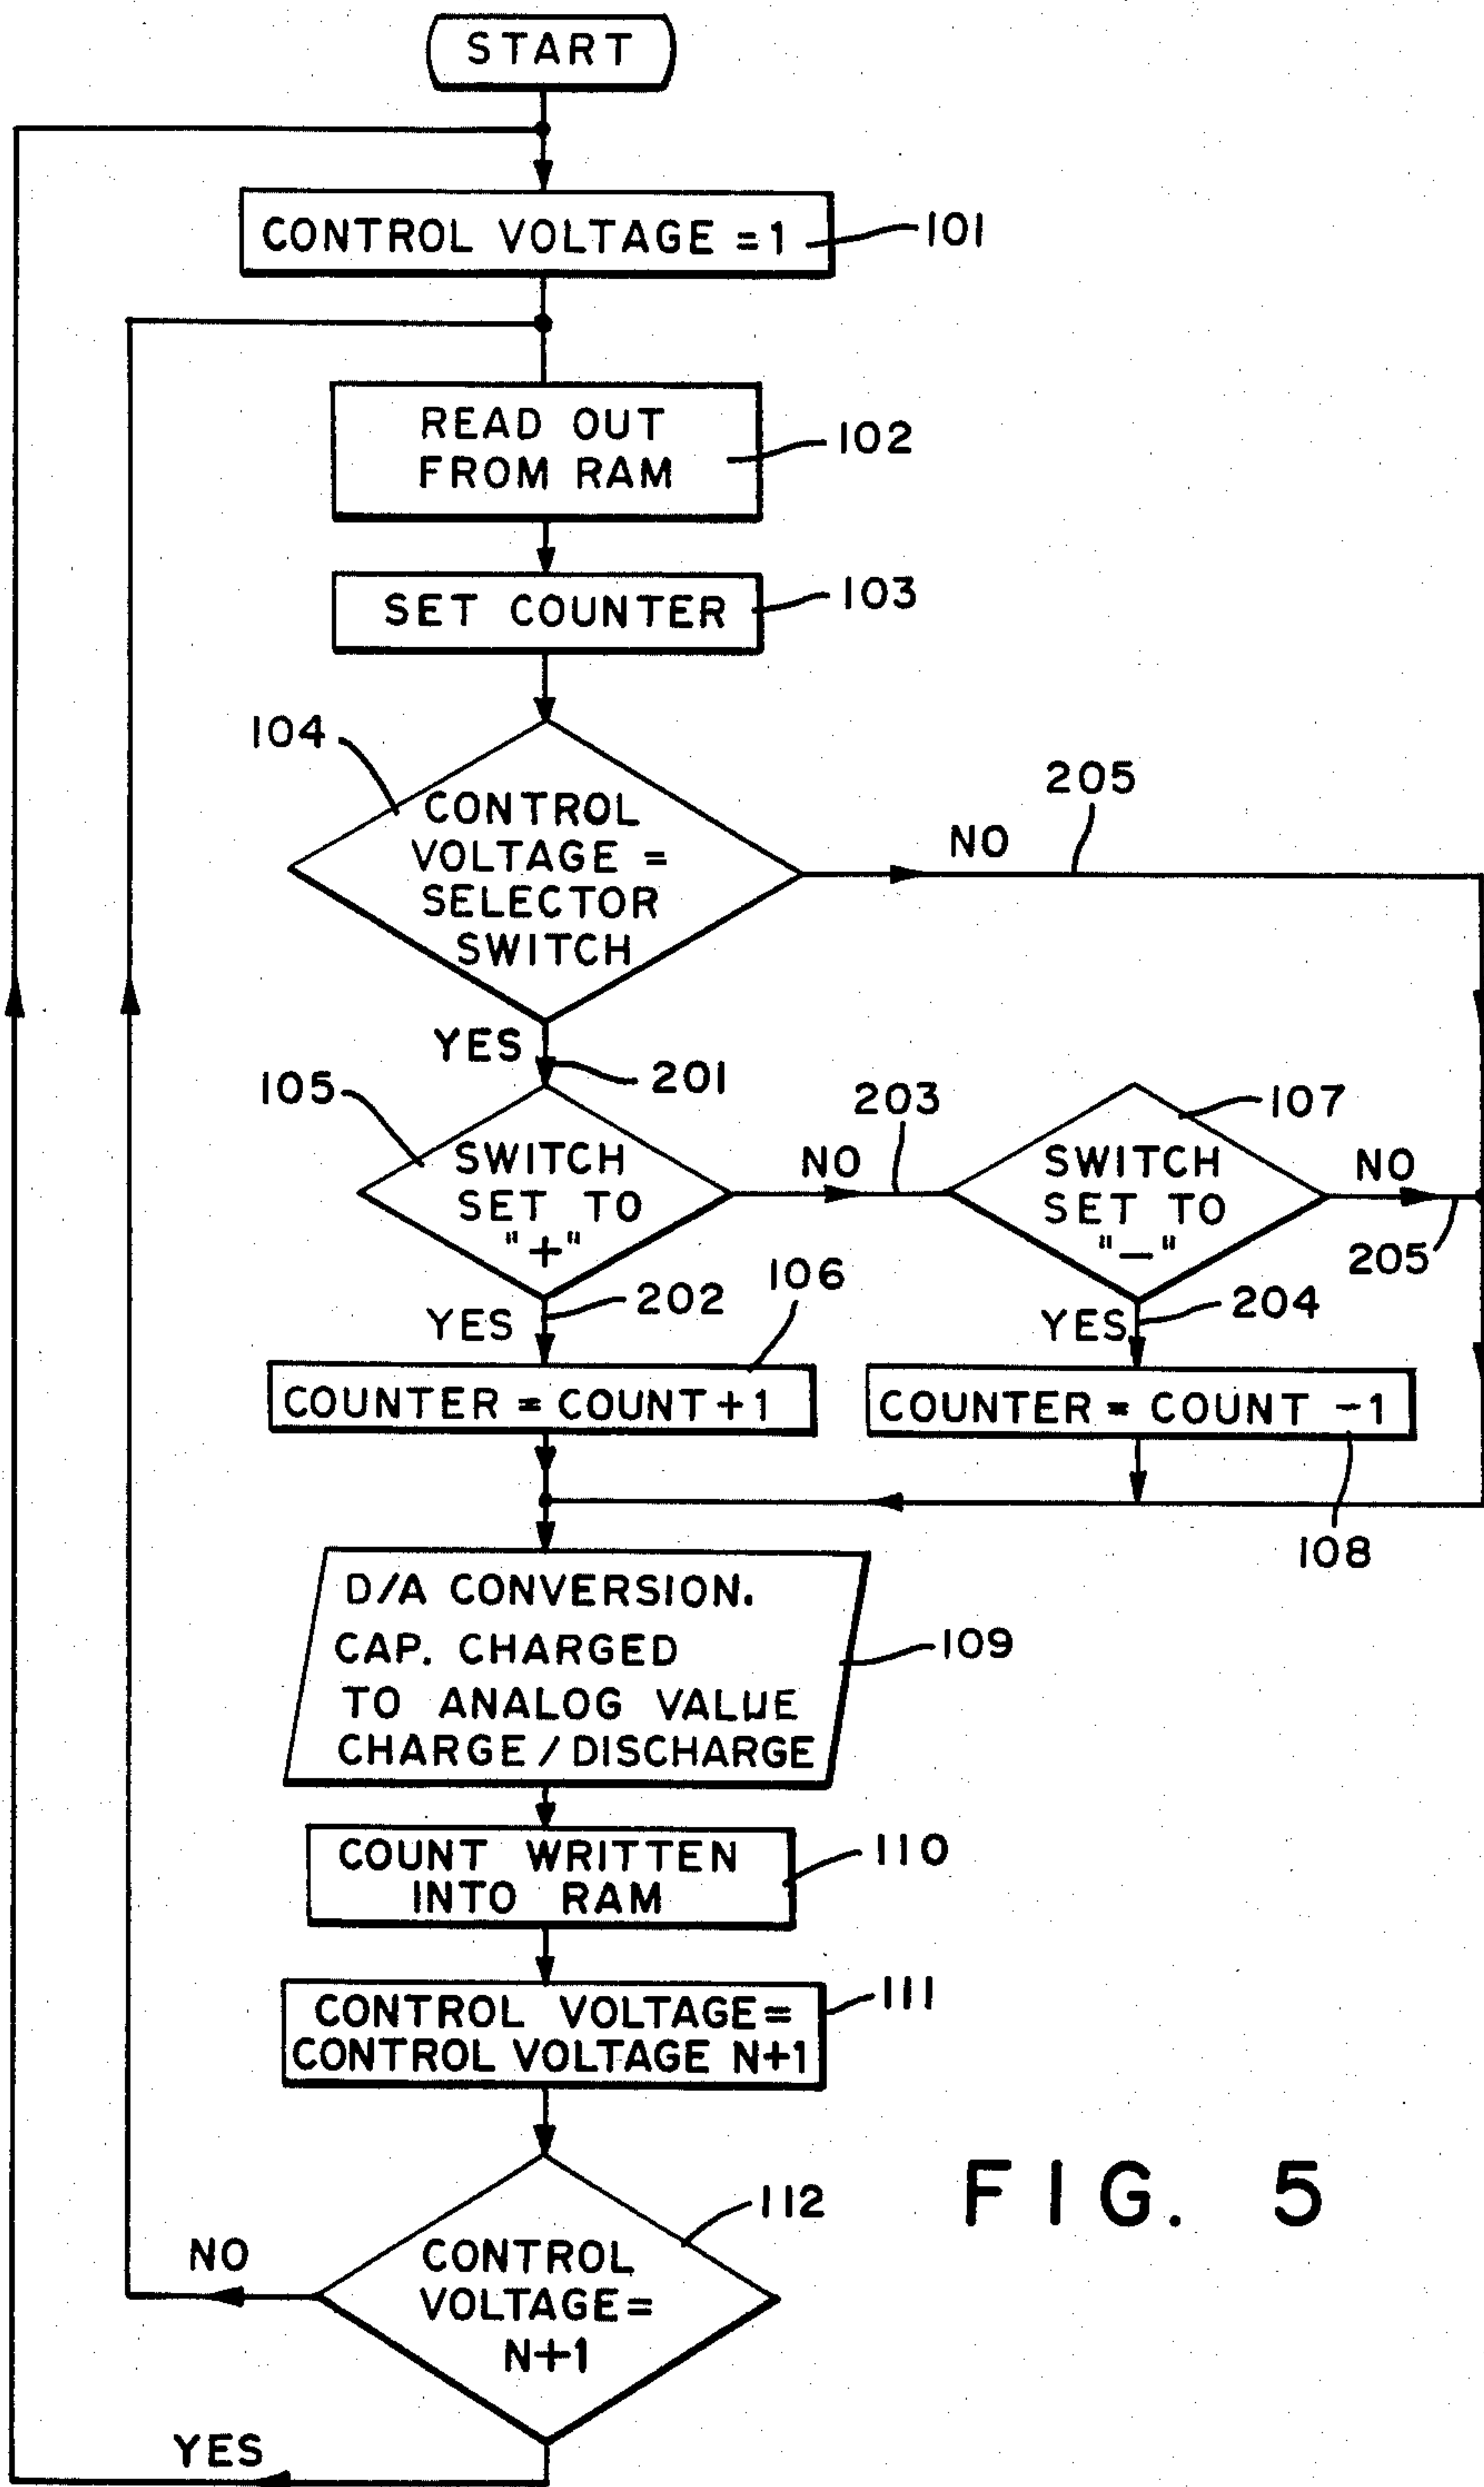 START
CONTROL VOLTAGE = 1
101
READ OUT
FROM RAM
102
SET COUNTER
103
104
CONTROL
VOLTAGE =
SELECTOR
SWITCH
NO
205
YES
201
105
SWITCH
SET TO
"+"
NO
203
107
SWITCH
SET TO
"—"
NO
205
YES
202
106
YES
204
COUNTER = COUNT + 1
COUNTER = COUNT - 1
108
D/A CONVERSION.
CAP. CHARGED
TO ANALOG VALUE
CHARGE / DISCHARGE
109
COUNT WRITTEN
INTO RAM
110
CONTROL VOLTAGE =
CONTROL VOLTAGE N+1
111
112
CONTROL
VOLTAGE =
N+1
NO
YES
FIG. 5